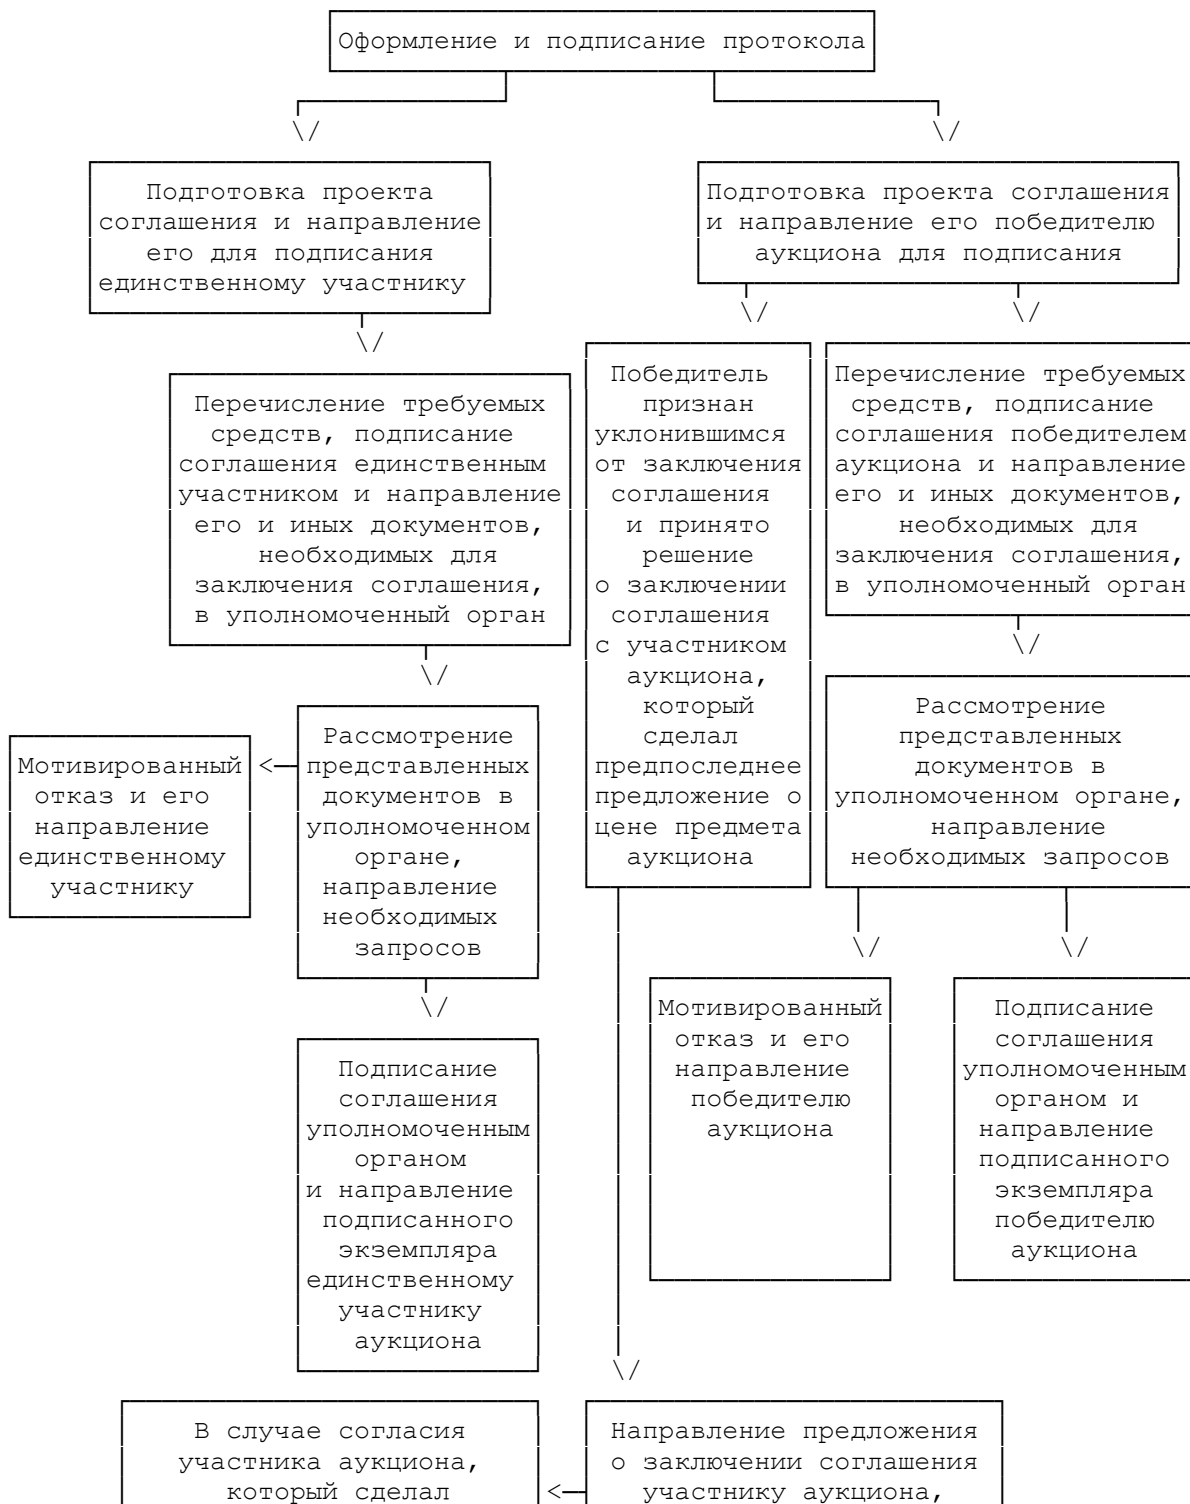 Оформление и подписание протокола
Подготовка проекта
соглашения и направление
его для подписания
единственному участнику
Подготовка проекта соглашения
и направление его победителю
аукциона для подписания
Перечисление требуемых
средств, подписание
соглашения единственным
участником и направление
его и иных документов,
необходимых для
заключения соглашения,
в уполномоченный орган
Победитель
признан
уклонившимся
от заключения
соглашения
и принято
решение
о заключении
соглашения
с участником
аукциона,
который
сделал
предпоследнее
предложение о
цене предмета
аукциона
Перечисление требуемых
средств, подписание
соглашения победителем
аукциона и направление
его и иных документов,
необходимых для
заключения соглашения,
в уполномоченный орган
Мотивированный
отказ и его
направление
единственному
участнику
Рассмотрение
представленных
документов в
уполномоченном
органе,
направление
необходимых
запросов
Рассмотрение
представленных
документов в
уполномоченном органе,
направление
необходимых запросов
Подписание
соглашения
уполномоченным
органом
и направление
подписанного
экземпляра
единственному
участнику
аукциона
Мотивированный
отказ и его
направление
победителю
аукциона
Подписание
соглашения
уполномоченным
органом и
направление
подписанного
экземпляра
победителю
аукциона
В случае согласия
участника аукциона,
который сделал
Направление предложения
о заключении соглашения
участнику аукциона,